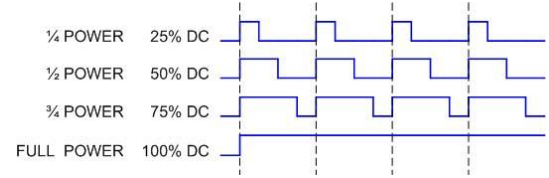 ¼ POWER 25% DC
½ POWER 50% DC
¾ POWER 75% DC
FULL POWER 100% DC